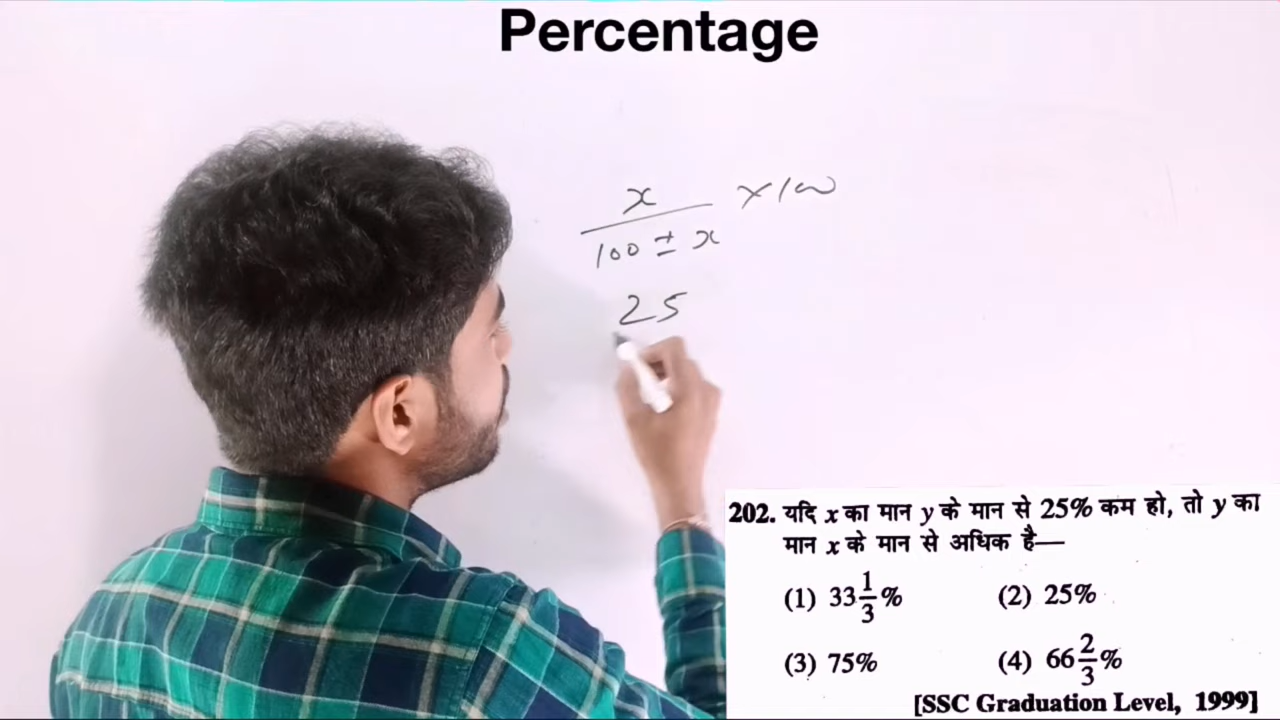 Percentage
x/(100 ± x) × 100
25
202. यदि x का मान y के मान से 25% कम हो, तो y का
मान x के मान से अधिक है—
(1) 33 1/3 % (2) 25%
(3) 75% (4) 66 2/3 %
[SSC Graduation Level, 1999]